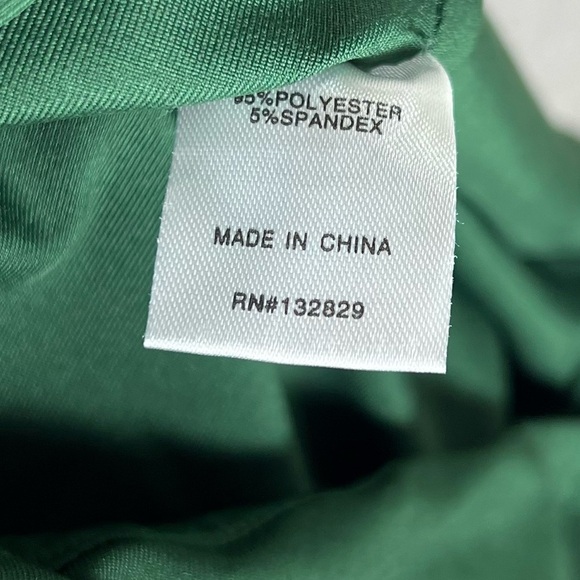 95%POLYESTER
5%SPANDEX
MADE IN CHINA
RN#132829